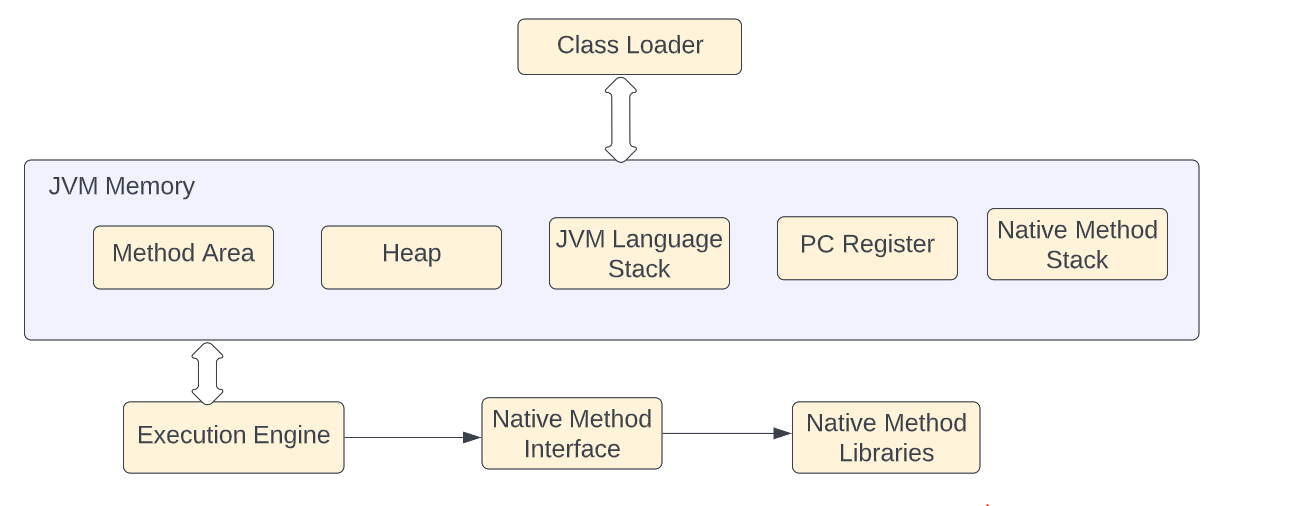 Class Loader
JVM Memory
Method Area
Heap
JVM Language
Stack
PC Register
Native Method
Stack
Execution Engine
Native Method
Interface
Native Method
Libraries